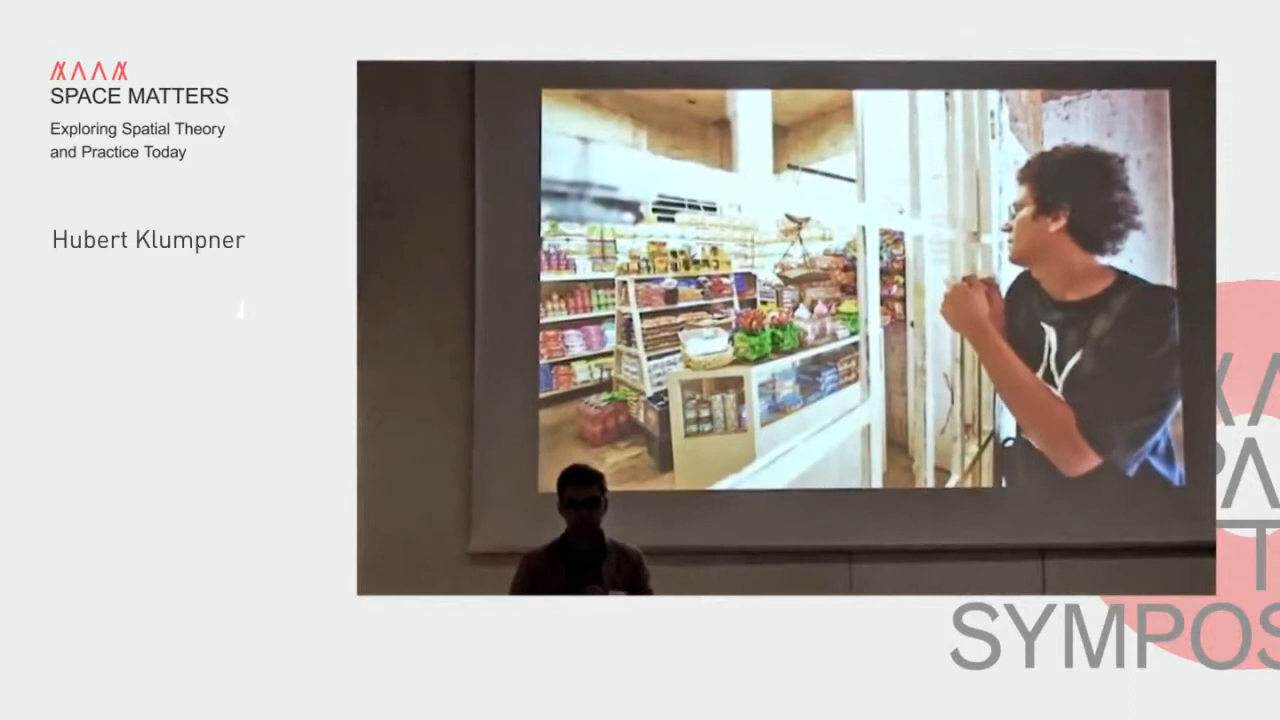 SPACE MATTERS
Exploring Spatial Theory
and Practice Today
Hubert Klumpner
SYMPOS